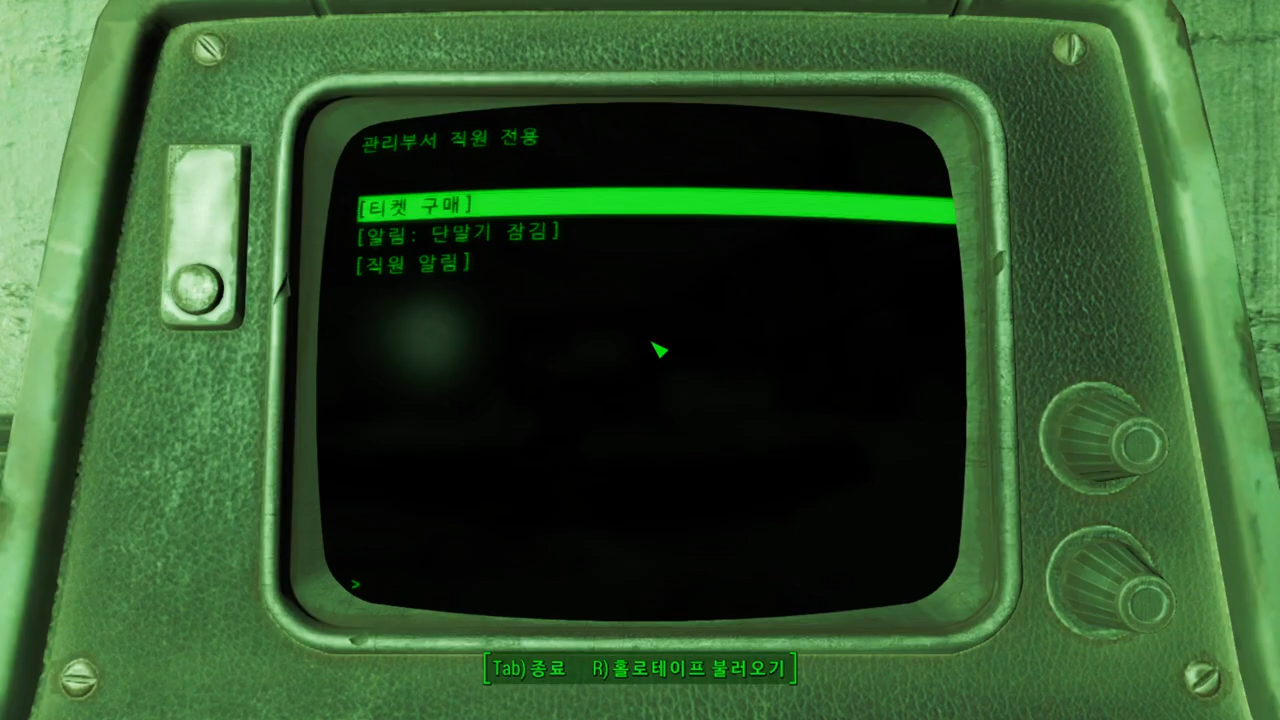 관리부서 직원 전용
[티켓 구매]
[알림: 단말기 잠김]
[직원 알림]
>
[Tab)종료 R)홀로테이프 불러오기]